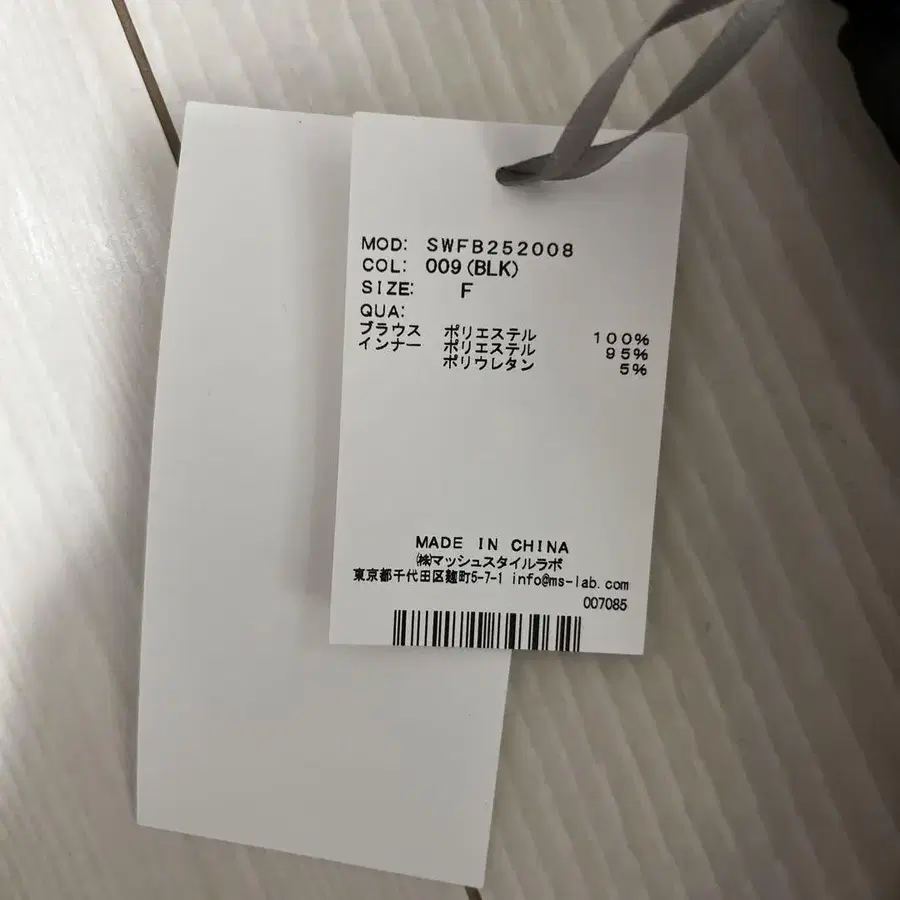 MOD: SWFB252008
COL: 009(BLK)
SIZE: F
QUA:
ブラウス ポリエステル 100%
インナー ポリエステル 95%
ポリウレタン 5%
MADE IN CHINA
㈱マッシュスタイルラボ
東京都千代田区麹町5-7-1 info@ms-lab.com
007085